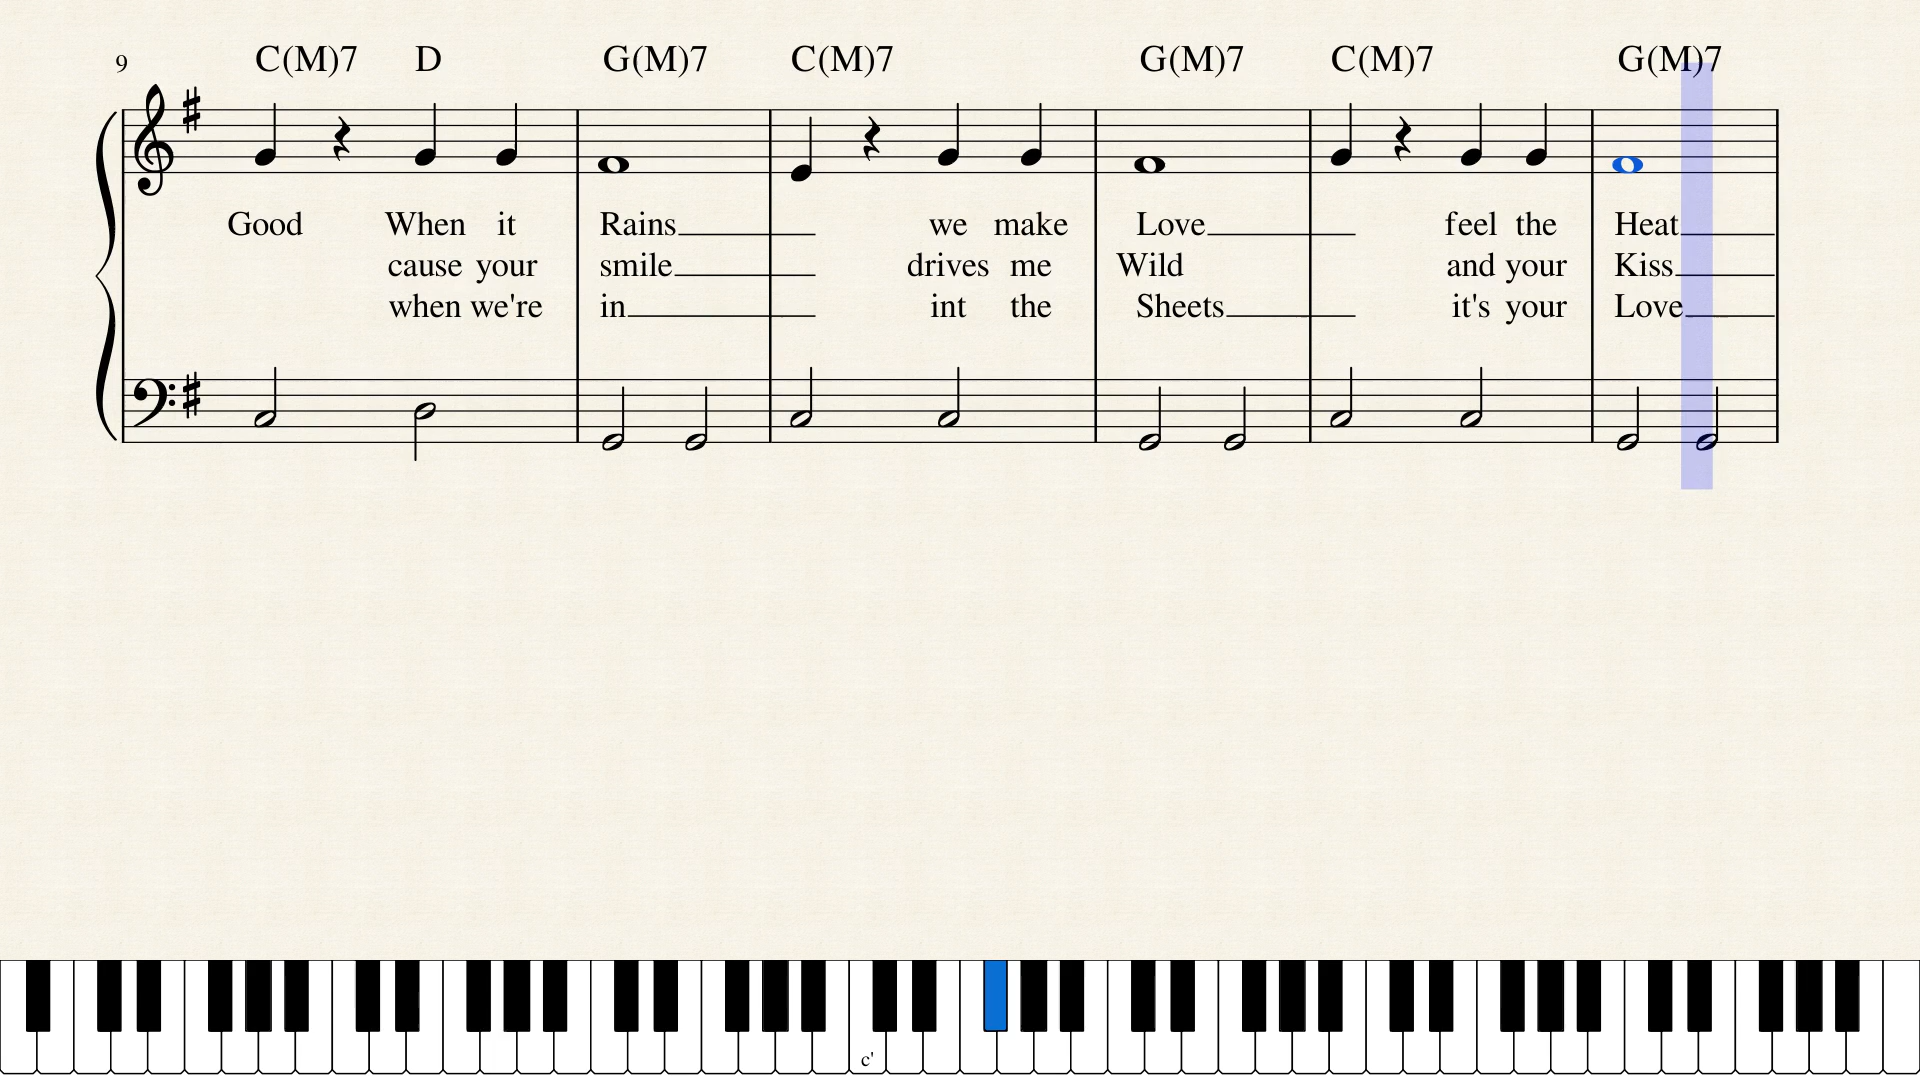 9 C(M)7 D G(M)7 C(M)7 G(M)7 C(M)7 G(M)7
Good When it Rains we make Love feel the Heat
cause your smile drives me Wild and your Kiss
when we're in int the Sheets it's your Love
c'